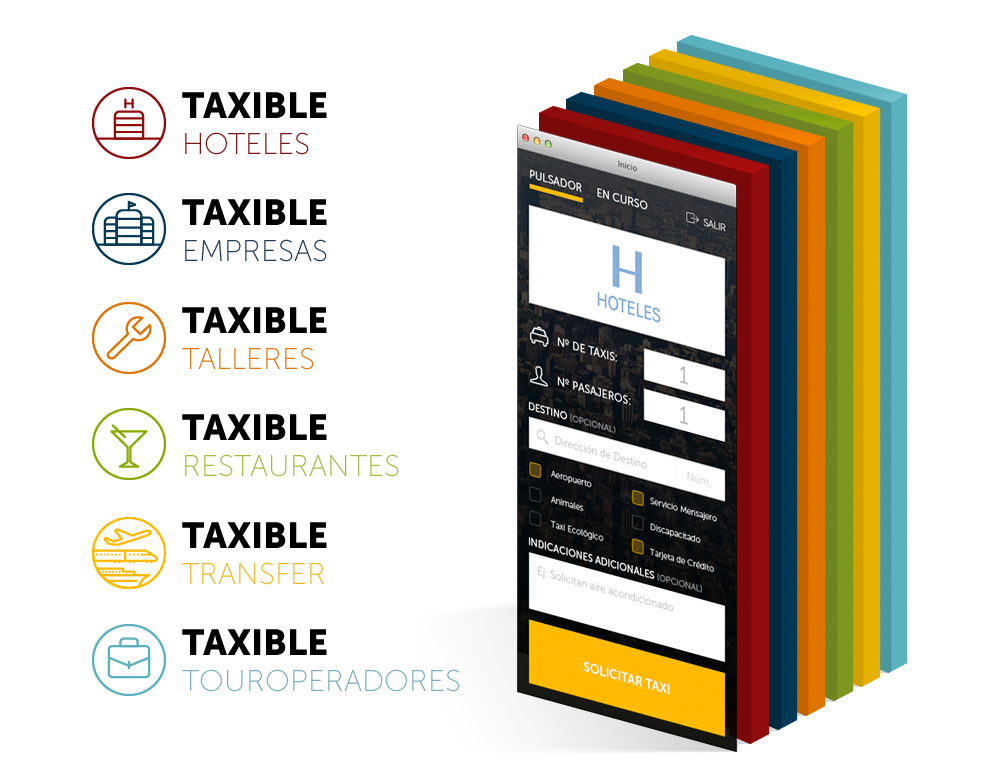 H
TAXIBLE
HOTELES
TAXIBLE
EMPRESAS
TAXIBLE
TALLERES
TAXIBLE
RESTAURANTES
TAXIBLE
TRANSFER
TAXIBLE
TOUROPERADORES
Inicio
PULSADOR EN CURSO SALIR
H
HOTELES
Nº DE TAXIS: 1
Nº PASAJEROS: 1
DESTINO (OPCIONAL)
Dirección de Destino Núm.
Aeropuerto Servicio Mensajero
Animales Discapacitado
Taxi Ecológico Tarjeta de Crédito
INDICACIONES ADICIONALES (OPCIONAL)
Ej: Solicitan aire acondicionado
SOLICITAR TAXI